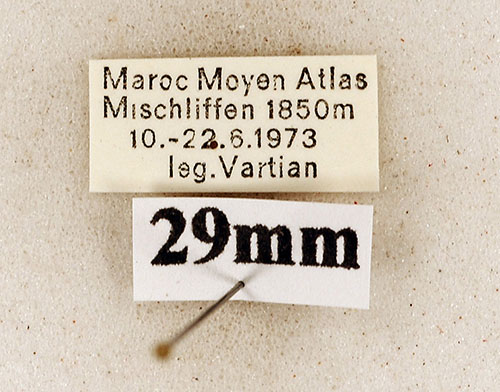 Maroc Moyen Atlas
Mischliffen 1850m
10.-22.6.1973
leg.Vartian
29mm